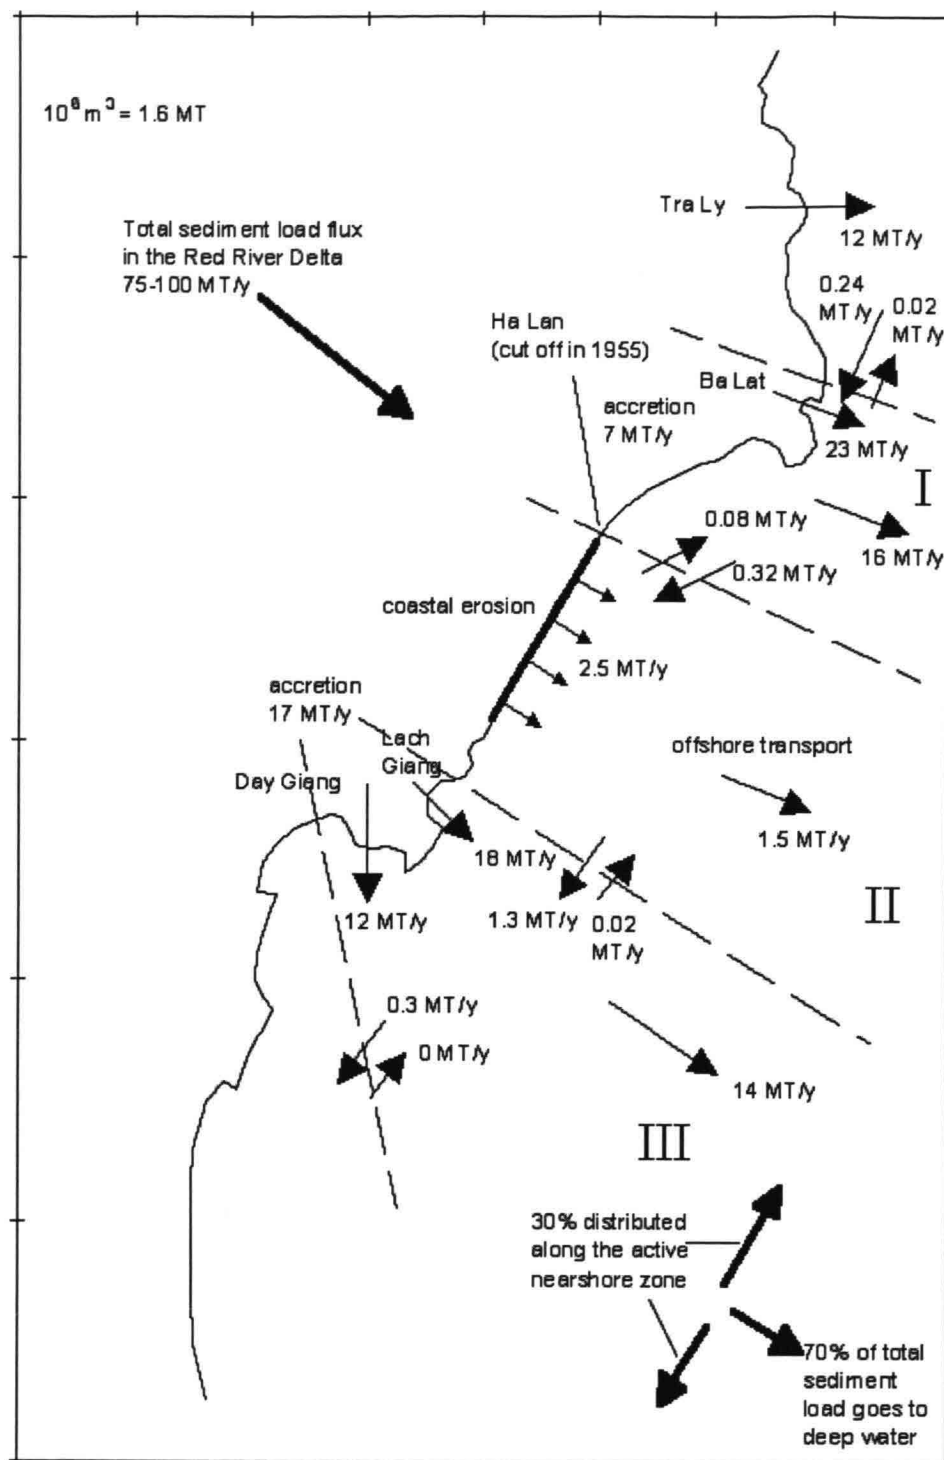 10⁶ m³ = 1.6 MT
Tra Ly
12 MT/y
Total sediment load flux
in the Red River Delta
75-100 MT/y
0.24
MT/y
0.02
MT/y
Ha Lan
(cut off in 1955)
Ba Lat
accretion
7 MT/y
23 MT/y
I
0.08 MT/y
16 MT/y
0.32 MT/y
coastal erosion
2.5 MT/y
accretion
17 MT/y
Lach
Giang
offshore transport
Day Giang
1.5 MT/y
18 MT/y
II
12 MT/y
1.3 MT/y
0.02
MT/y
0.3 MT/y
0 MT/y
14 MT/y
III
30% distributed
along the active
nearshore zone
70% of total
sediment
load goes to
deep water